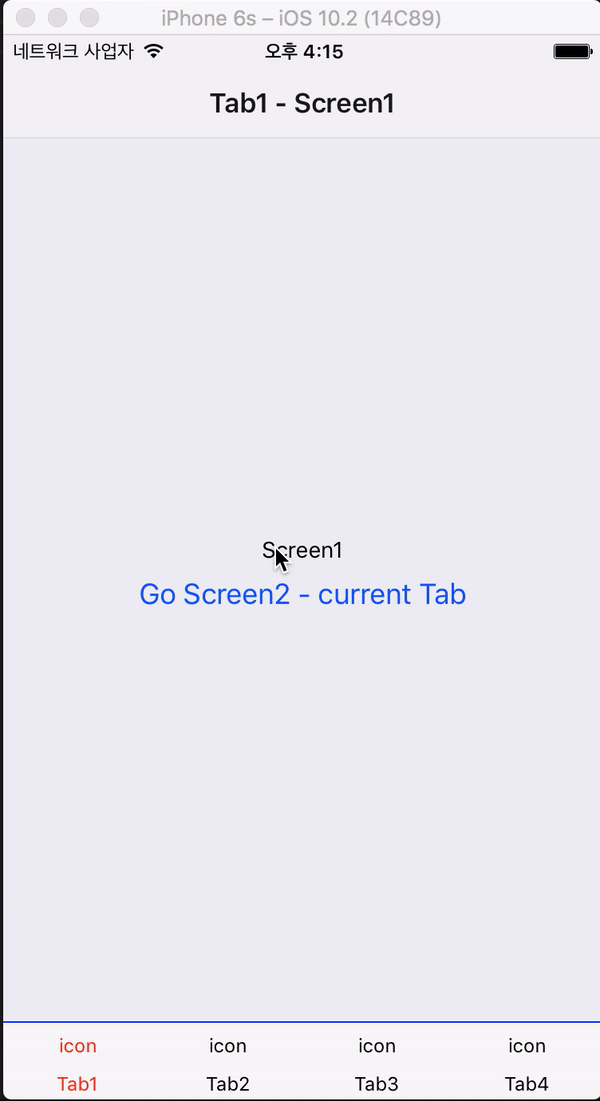 iPhone 6s – iOS 10.2 (14C89)
네트워크 사업자 오후 4:15
Tab1 - Screen1
Screen1
Go Screen2 - current Tab
icon icon icon icon
Tab1 Tab2 Tab3 Tab4